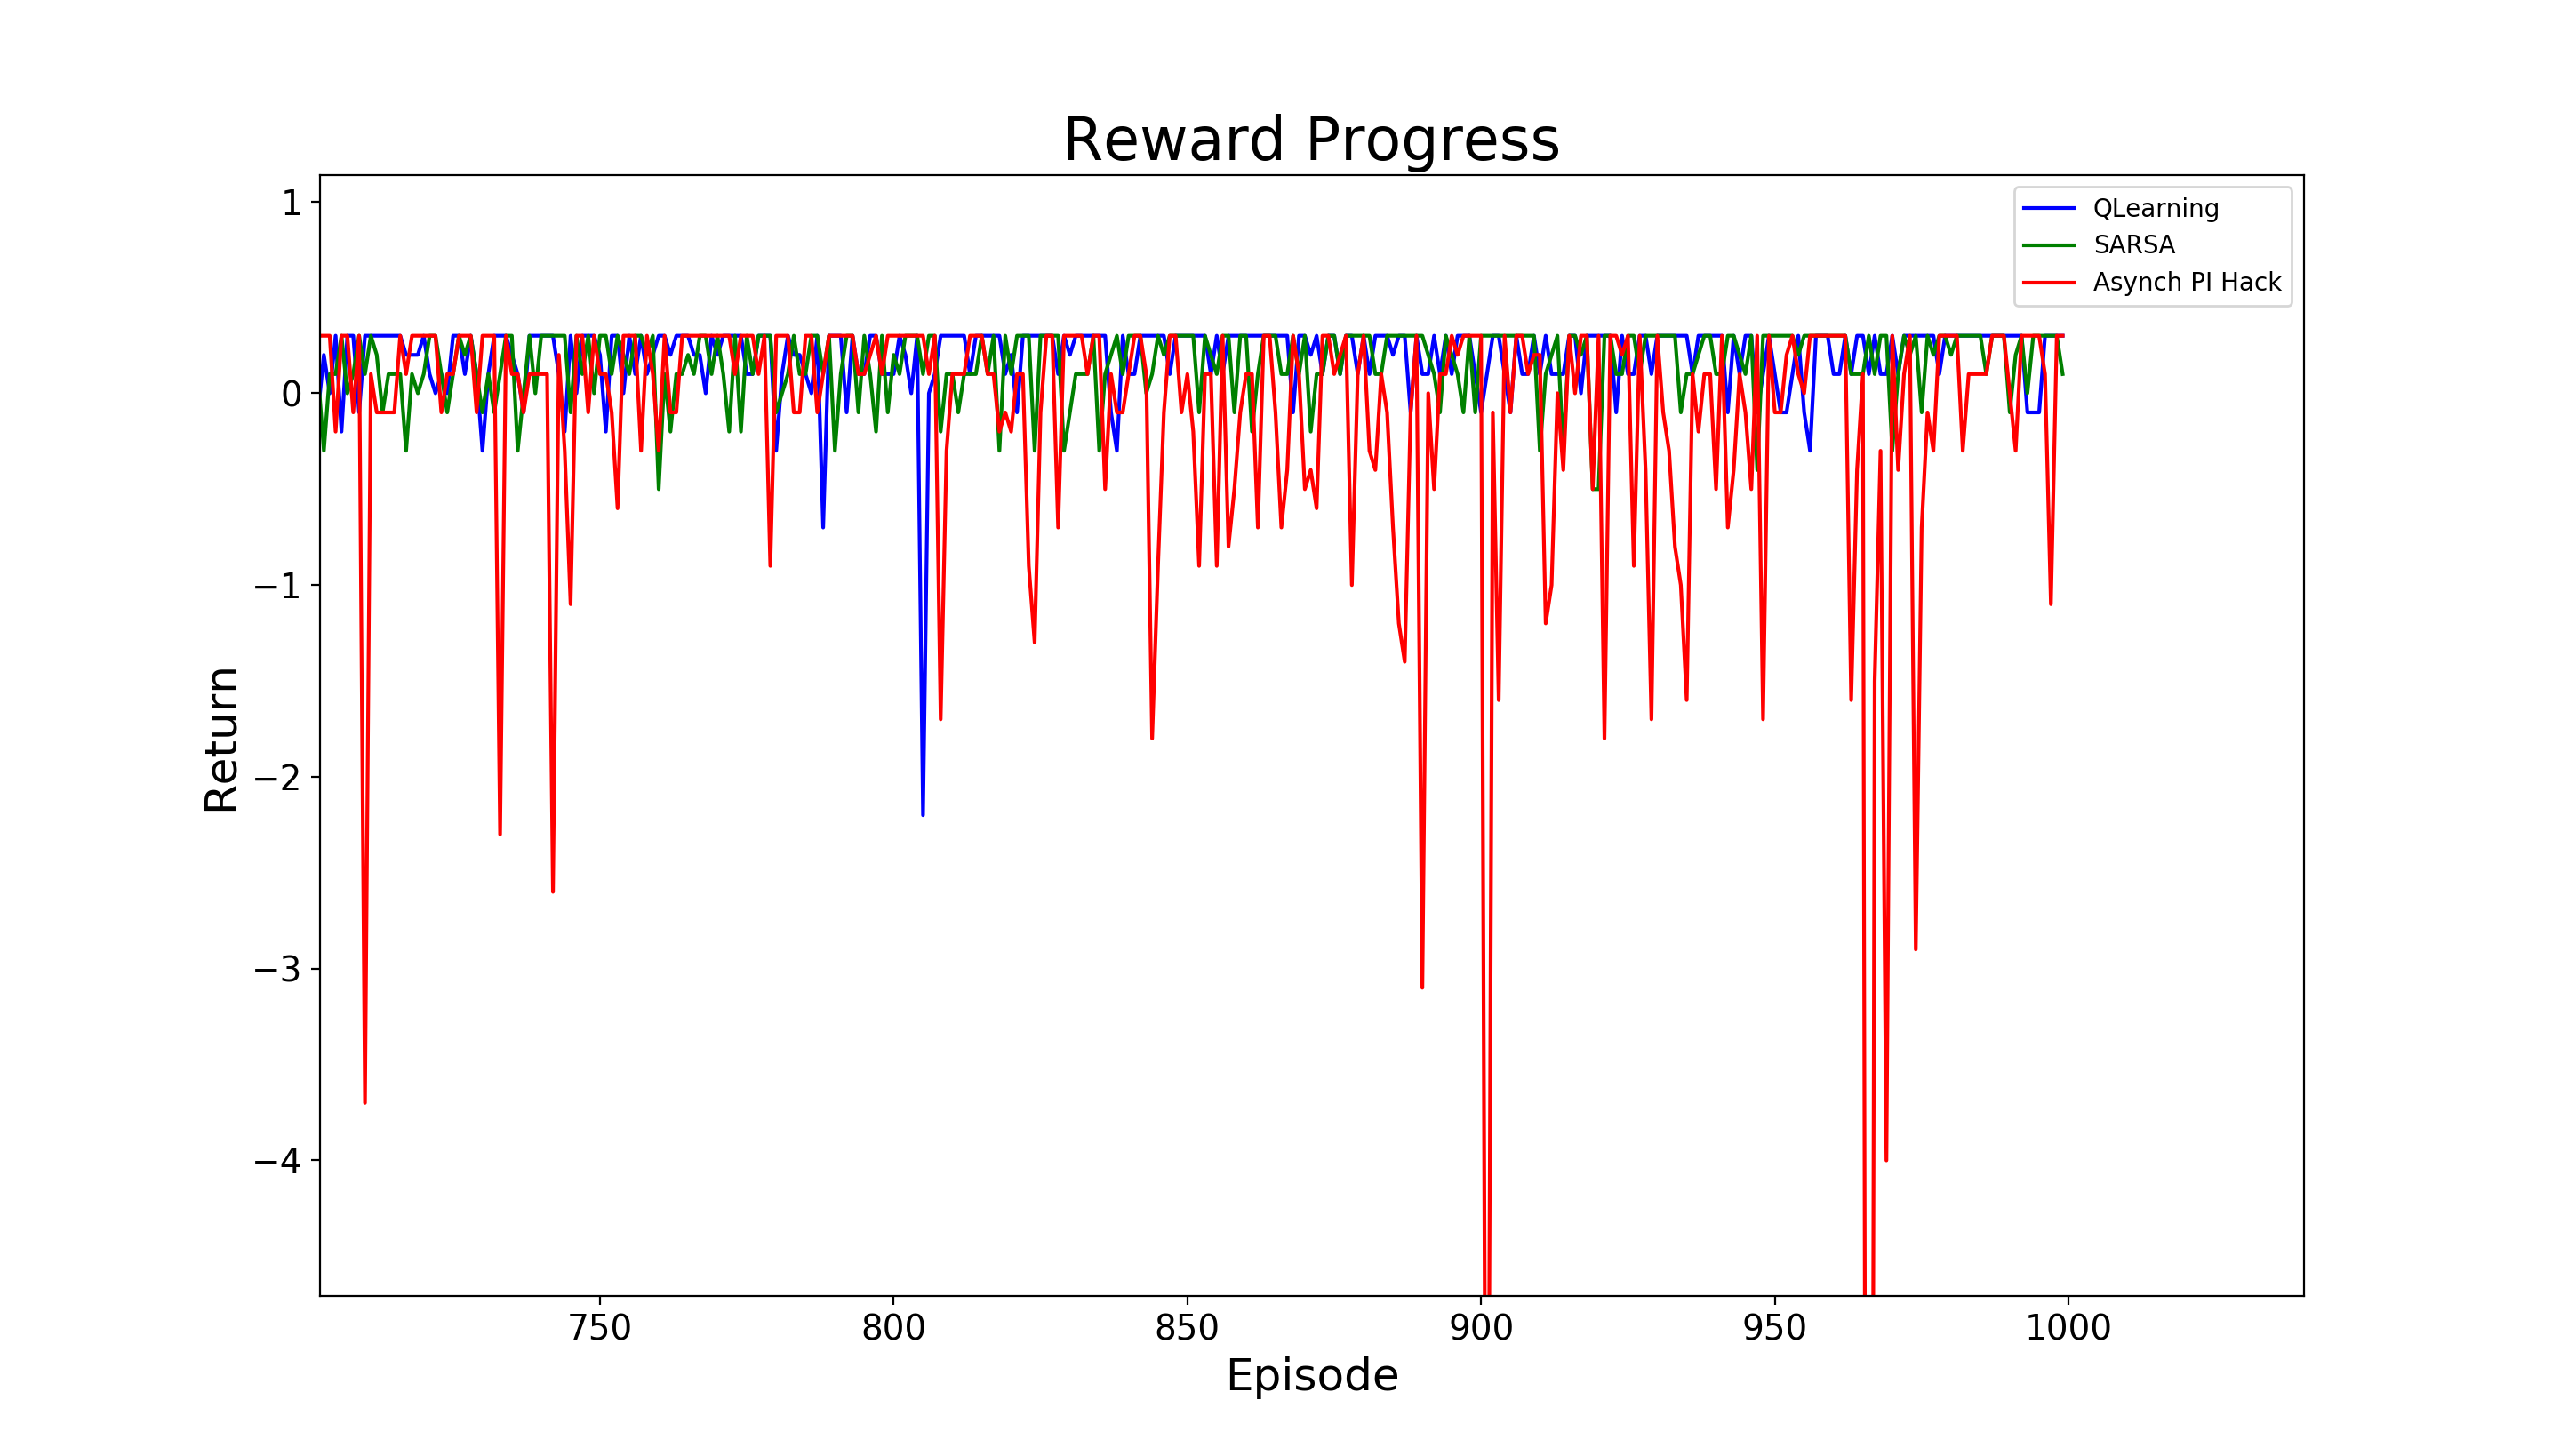 Reward Progress
QLearning
SARSA
Asynch PI Hack
1
0
−1
−2
−3
−4
Return
750
800
850
900
950
1000
Episode